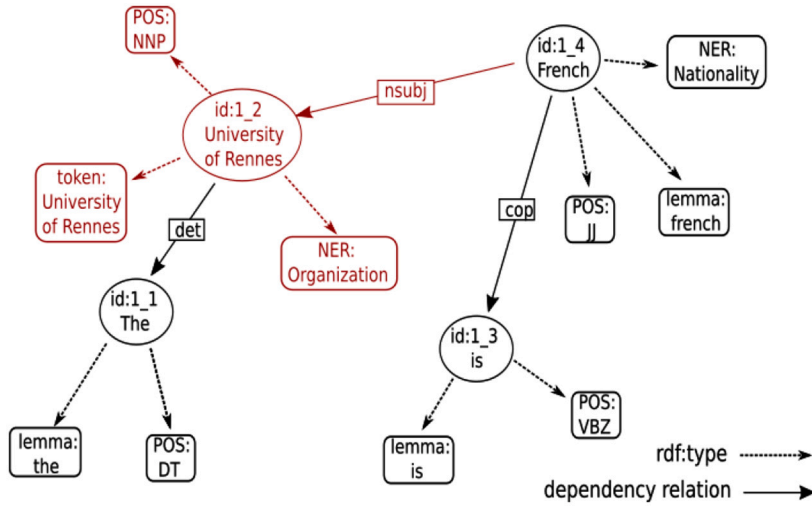 POS:
NNP
id:1_4
French
NER:
Nationality
nsubj
id:1_2
University
of Rennes
token:
University
of Rennes
det
NER:
Organization
cop
POS:
JJ
lemma:
french
id:1_1
The
id:1_3
is
lemma:
the
POS:
DT
lemma:
is
POS:
VBZ
rdf:type
dependency relation